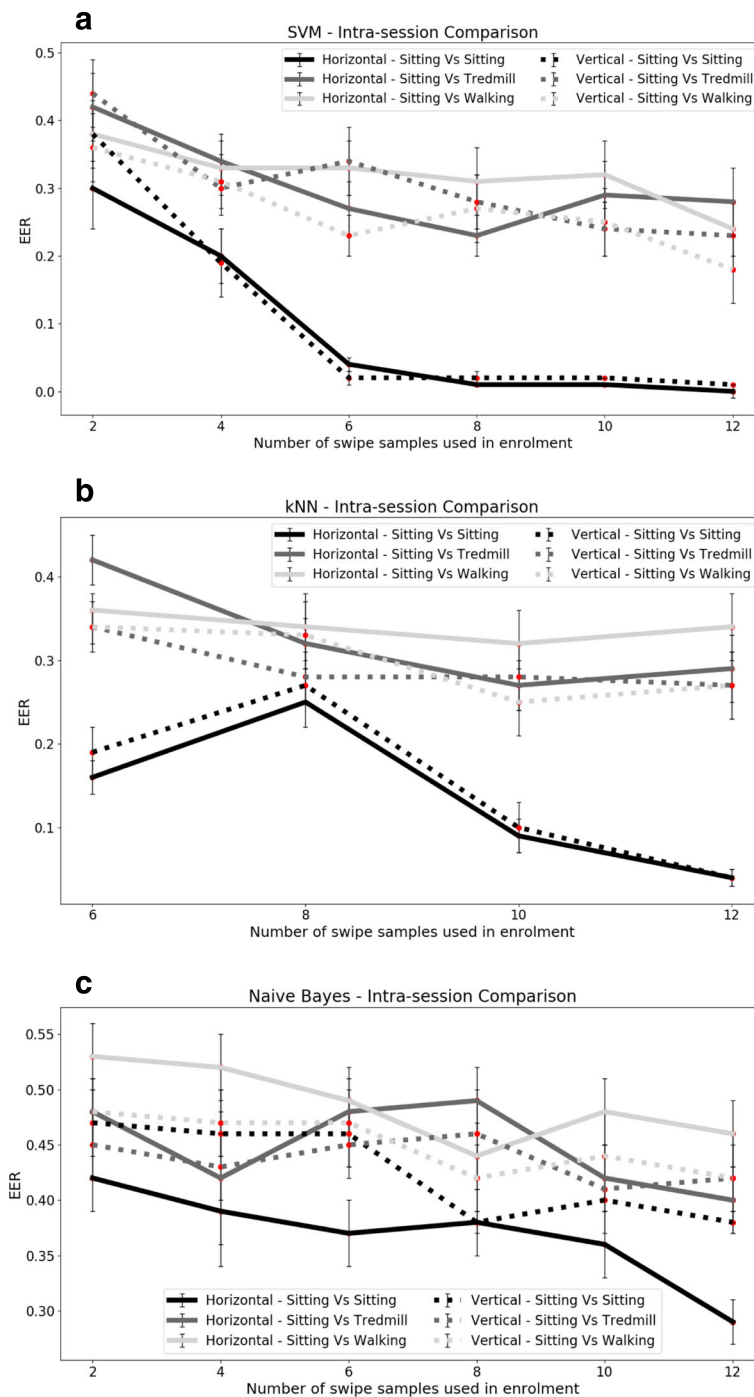 a
SVM - Intra-session Comparison
Horizontal - Sitting Vs Sitting
Horizontal - Sitting Vs Tredmill
Horizontal - Sitting Vs Walking
Vertical - Sitting Vs Sitting
Vertical - Sitting Vs Tredmill
Vertical - Sitting Vs Walking
EER
0.5
0.4
0.3
0.2
0.1
0.0
2 4 6 8 10 12
Number of swipe samples used in enrolment
b
kNN - Intra-session Comparison
Horizontal - Sitting Vs Sitting
Horizontal - Sitting Vs Tredmill
Horizontal - Sitting Vs Walking
Vertical - Sitting Vs Sitting
Vertical - Sitting Vs Tredmill
Vertical - Sitting Vs Walking
EER
0.4
0.3
0.2
0.1
6 8 10 12
Number of swipe samples used in enrolment
c
Naive Bayes - Intra-session Comparison
EER
0.55
0.50
0.45
0.40
0.35
0.30
Horizontal - Sitting Vs Sitting
Horizontal - Sitting Vs Tredmill
Horizontal - Sitting Vs Walking
Vertical - Sitting Vs Sitting
Vertical - Sitting Vs Tredmill
Vertical - Sitting Vs Walking
2 4 6 8 10 12
Number of swipe samples used in enrolment